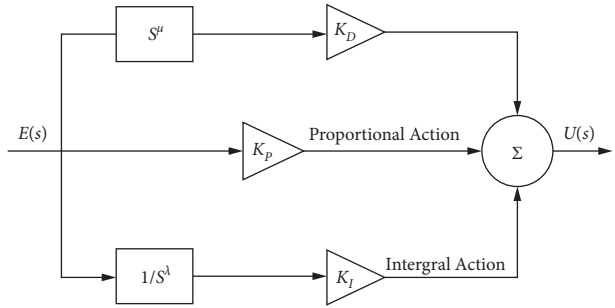 S^μ
K_D
E(s)
K_P
Proportional Action
Σ
U(s)
1/S^λ
K_I
Intergral Action